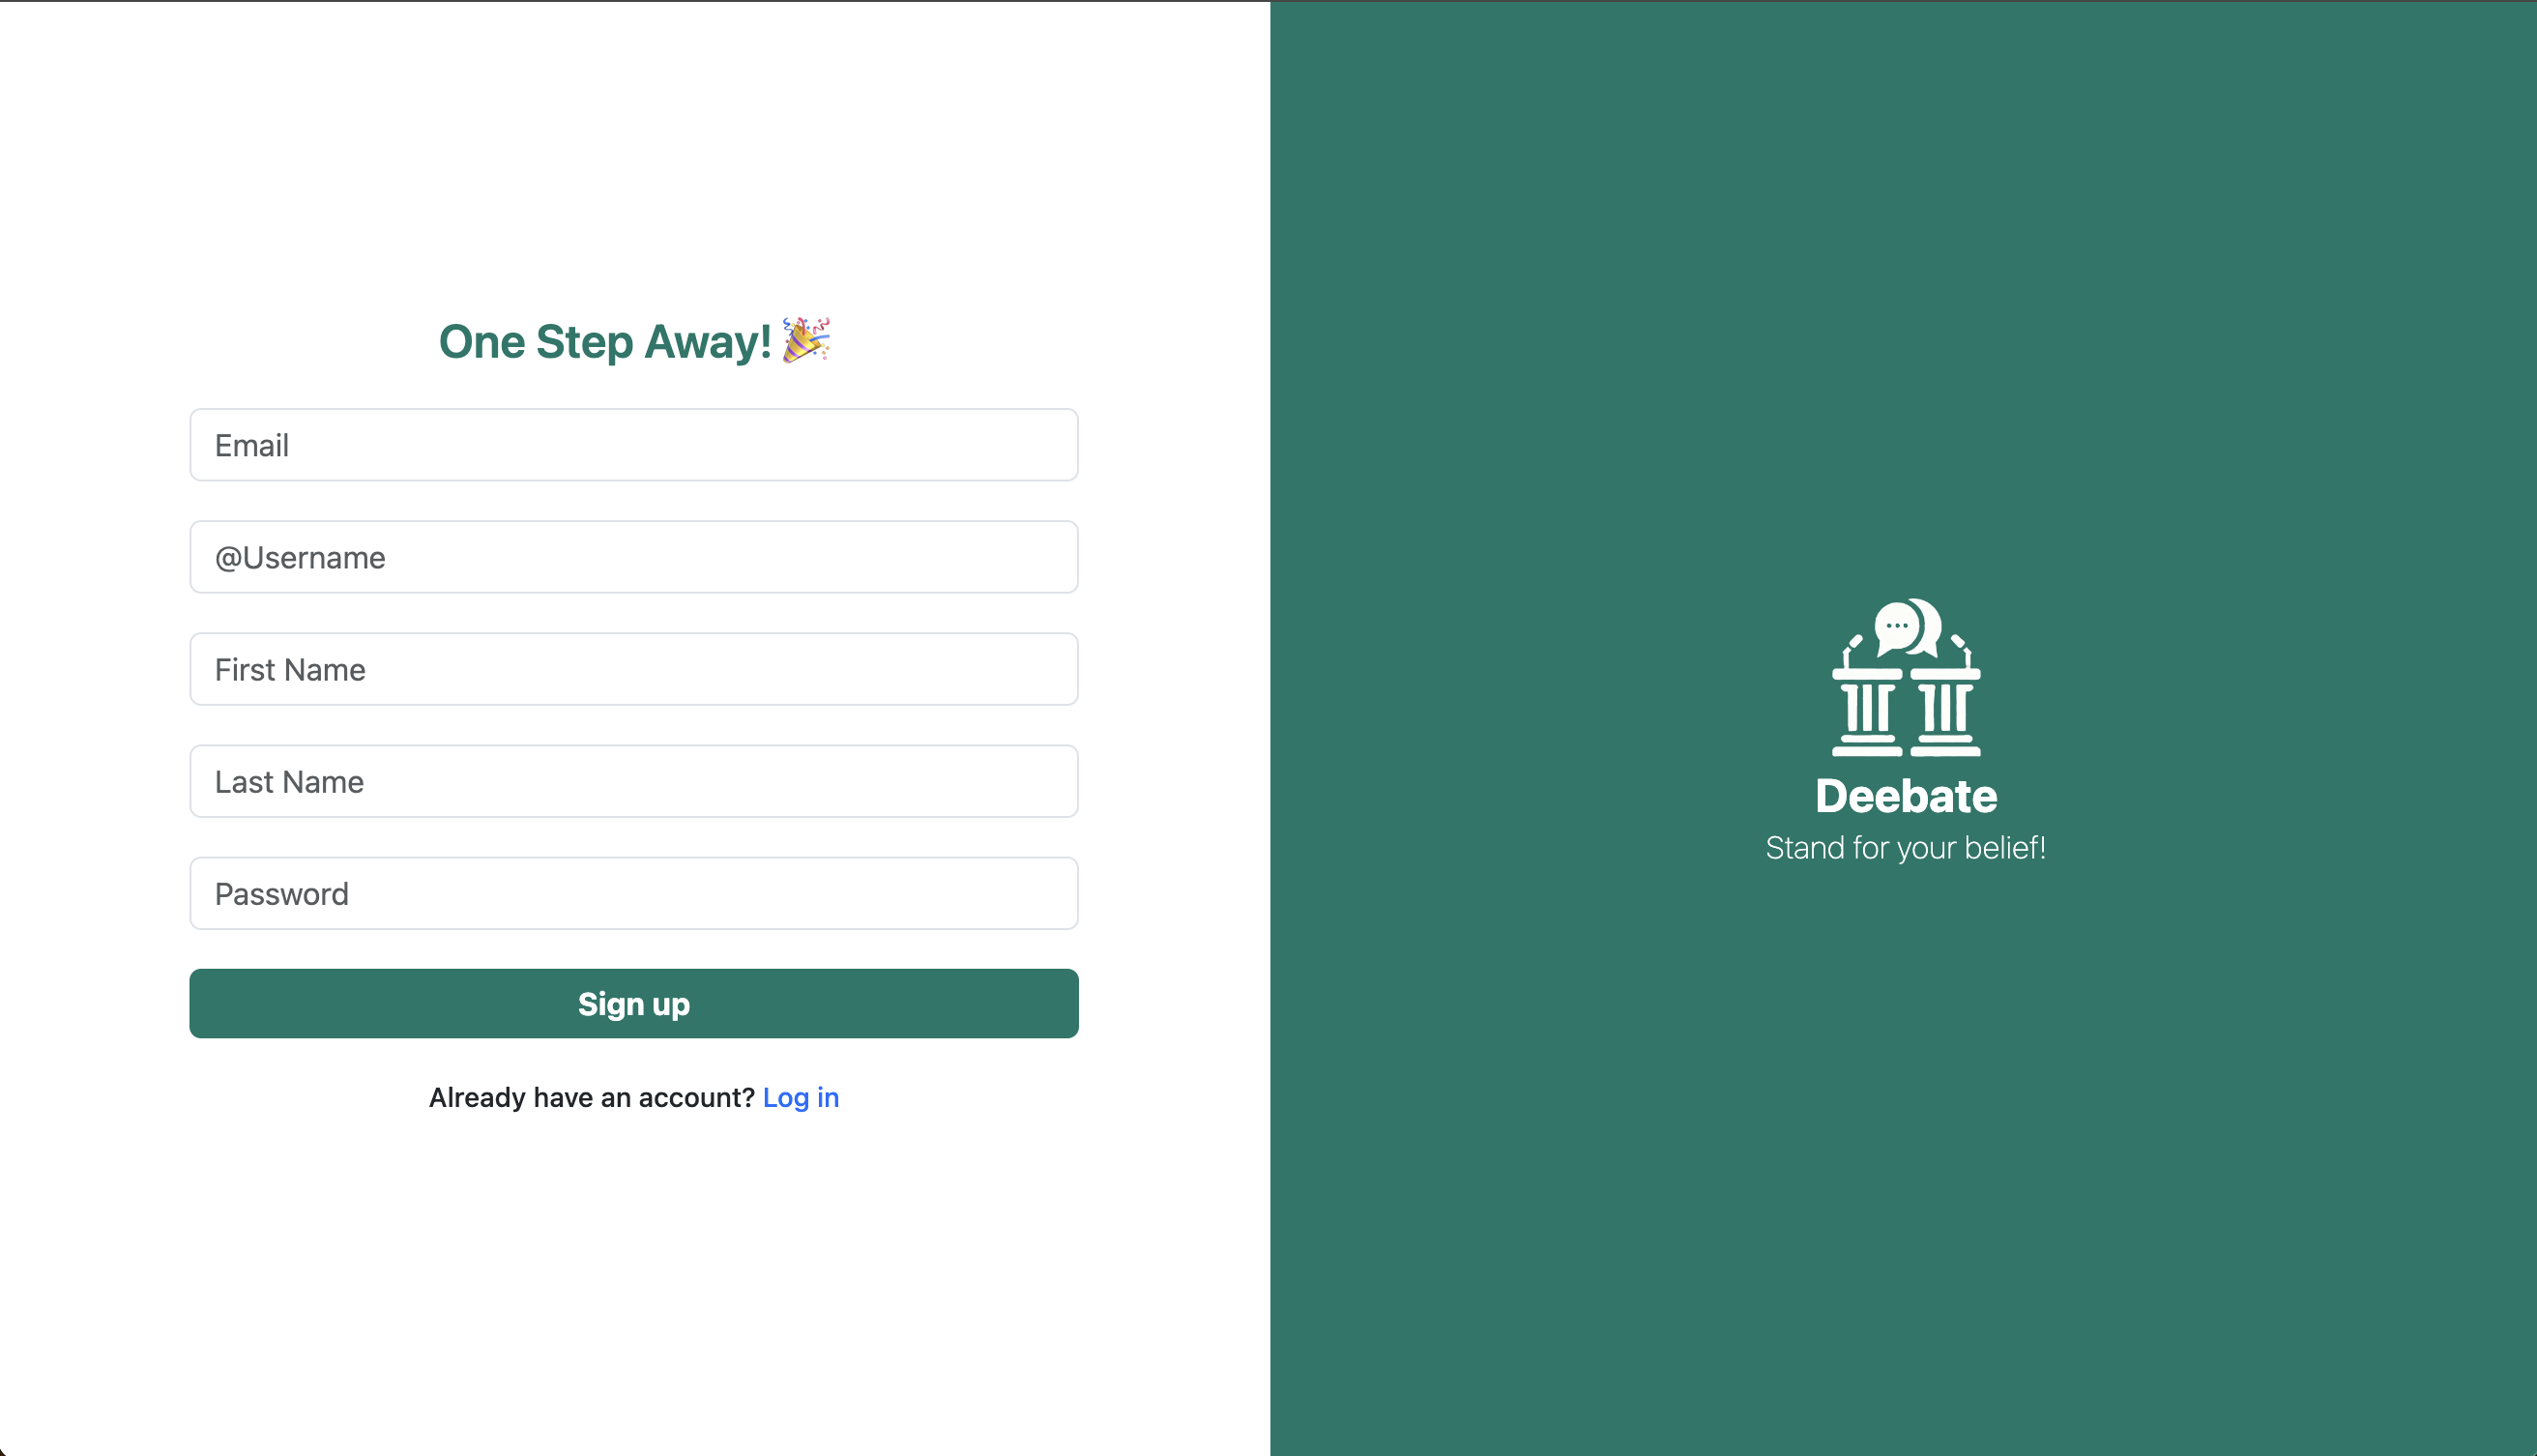 One Step Away! 🎉
Email
@Username
First Name
Last Name
Password
Sign up
Already have an account? Log in
Deebate
Stand for your belief!